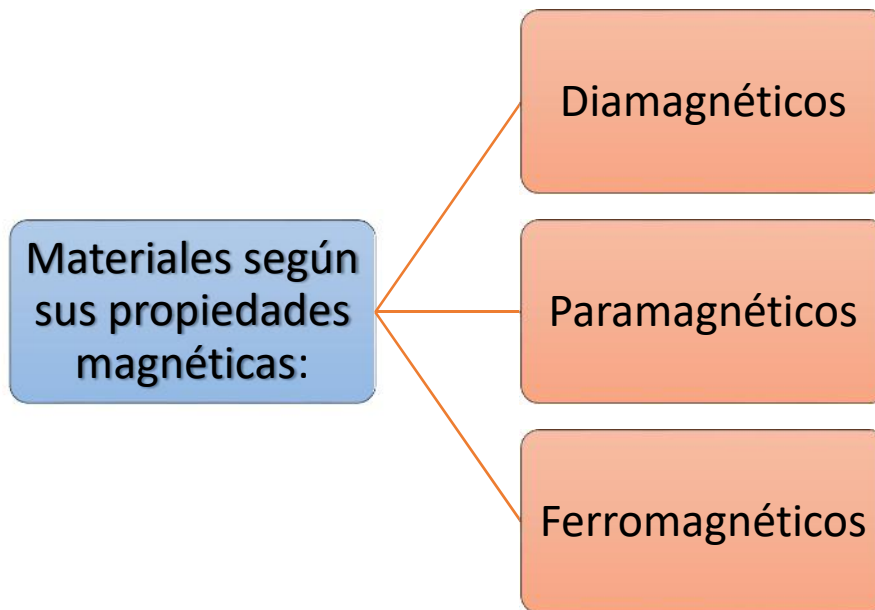 Diamagnéticos
Materiales según
sus propiedades
magnéticas:
Paramagnéticos
Ferromagnéticos